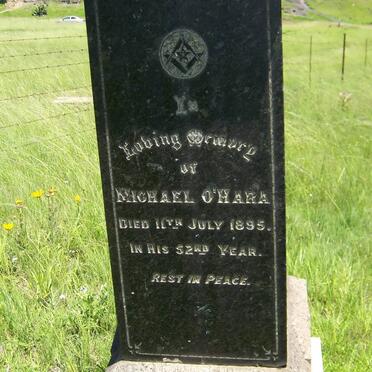 In
Loving Memory
OF
MICHAEL O'HARA
DIED 11TH JULY 1895.
IN HIS 52ND YEAR.
REST IN PEACE.